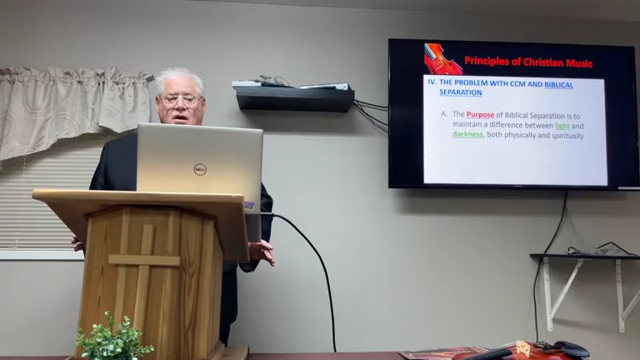 Principles of Christian Music
IV. THE PROBLEM WITH CCM AND BIBLICAL
SEPARATION
A. The Purpose of Biblical Separation is to
maintain a difference between light and
darkness, both physically and spiritually
DELL